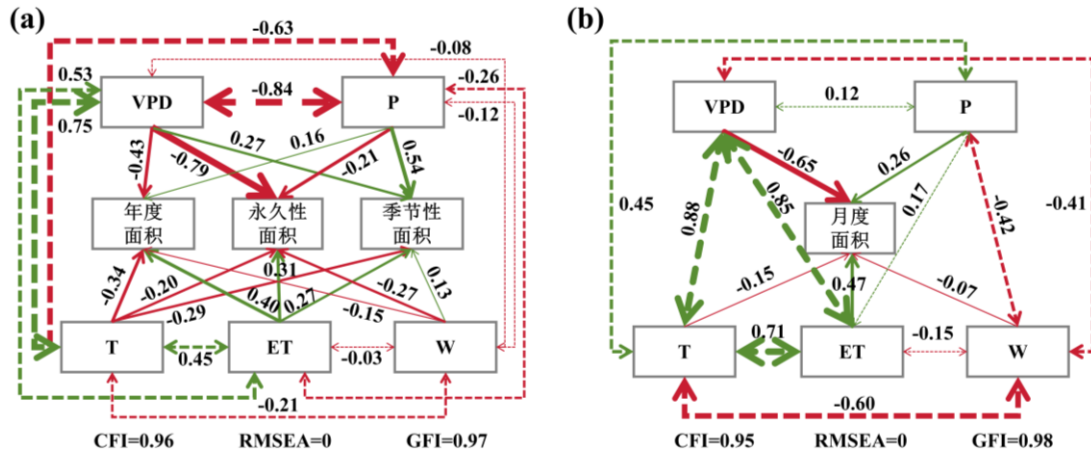 (a)
-0.63
-0.08
0.53
VPD
-0.84
P
-0.26
-0.12
0.75
0.27
0.16
-0.43
-0.79
-0.21
0.54
年度
面积
永久性
面积
季节性
面积
-0.34
-0.20
-0.29
0.40
0.31
0.27
-0.15
-0.27
0.13
T
0.45
ET
-0.03
W
-0.21
CFI=0.96
RMSEA=0
GFI=0.97
(b)
VPD
0.12
P
0.45
-0.65
0.26
0.88
0.85
0.17
-0.42
-0.41
月度
面积
-0.15
0.47
-0.07
T
0.71
ET
-0.15
W
-0.60
CFI=0.95
RMSEA=0
GFI=0.98